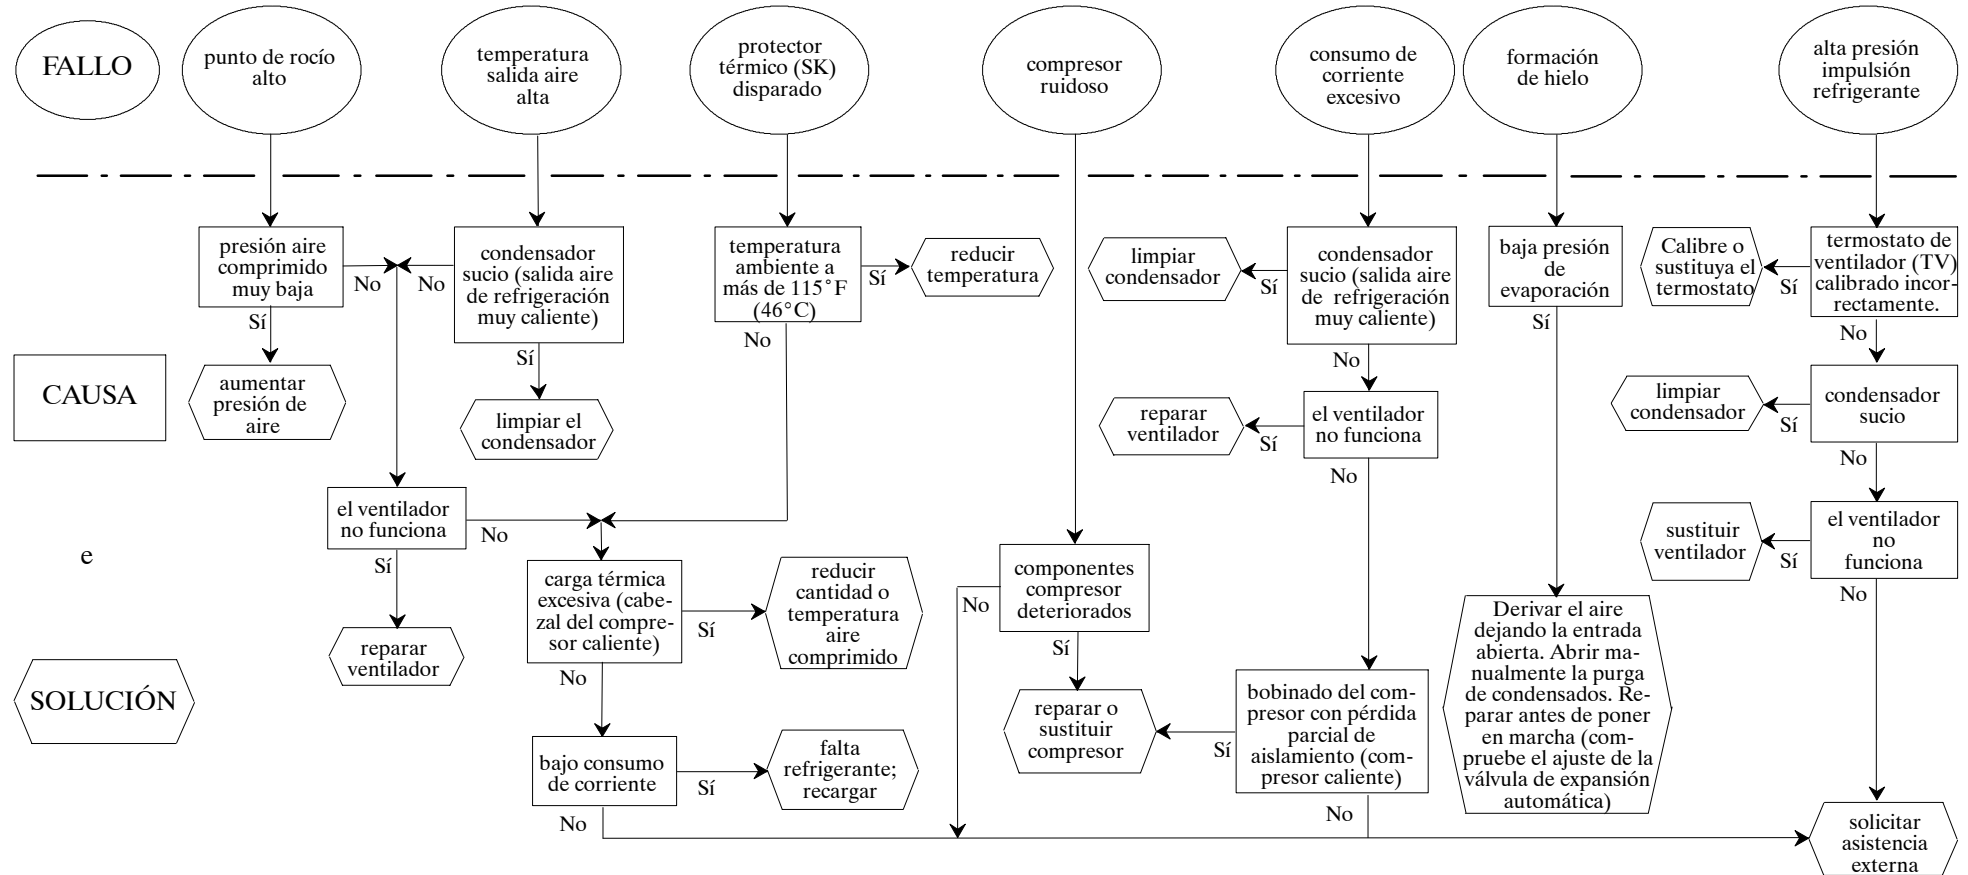 FALLO
punto de rocío
alto
temperatura
salida aire
alta
protector
térmico (SK)
disparado
compresor
ruidoso
consumo de
corriente
excesivo
formación
de hielo
alta presión
impulsión
refrigerante
presión aire
comprimido
muy baja
No
No
condensador
sucio (salida aire
de refrigeración
muy caliente)
temperatura
ambiente a
más de 115°F
(46°C)
Sí
reducir
temperatura
limpiar
condensador
Sí
condensador
sucio (salida aire
de refrigeración
muy caliente)
baja presión
de
evaporación
Calibre o
sustituya el
termostato
Sí
termostato de
ventilador (TV)
calibrado incor-
rectamente.
Sí
Sí
No
No
Sí
No
CAUSA
aumentar
presión de
aire
limpiar el
condensador
reparar
ventilador
Sí
el ventilador
no funciona
limpiar
condensador
Sí
condensador
sucio
No
No
el ventilador
no funciona
No
sustituir
ventilador
Sí
el ventilador
no
funciona
e
Sí
carga térmica
excesiva (cabe-
zal del compre-
sor caliente)
Sí
reducir
cantidad o
temperatura
aire
comprimido
No
componentes
compresor
deteriorados
No
Derivar el aire
dejando la entrada
abierta. Abrir ma-
nualmente la purga
de condensados. Re-
parar antes de poner
en marcha (com-
pruebe el ajuste de la
válvula de expansión
automática)
reparar
ventilador
Sí
No
SOLUCIÓN
reparar o
sustituir
compresor
Sí
bobinado del com-
presor con pérdida
parcial de
aislamiento (com-
presor caliente)
bajo consumo
de corriente
Sí
falta
refrigerante;
recargar
No
No
solicitar
asistencia
externa